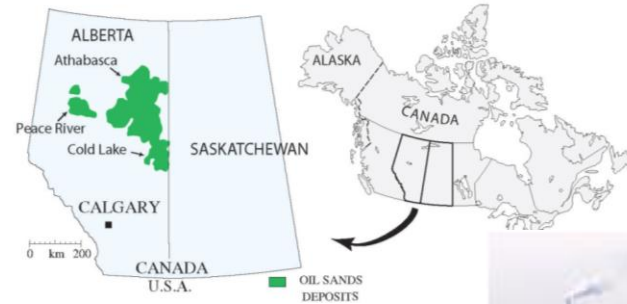 ALBERTA
Athabasca
Peace River
Cold Lake
SASKATCHEWAN
CALGARY
0 km 200
CANADA
U.S.A.
OIL SANDS
DEPOSITS
ALASKA
CANADA